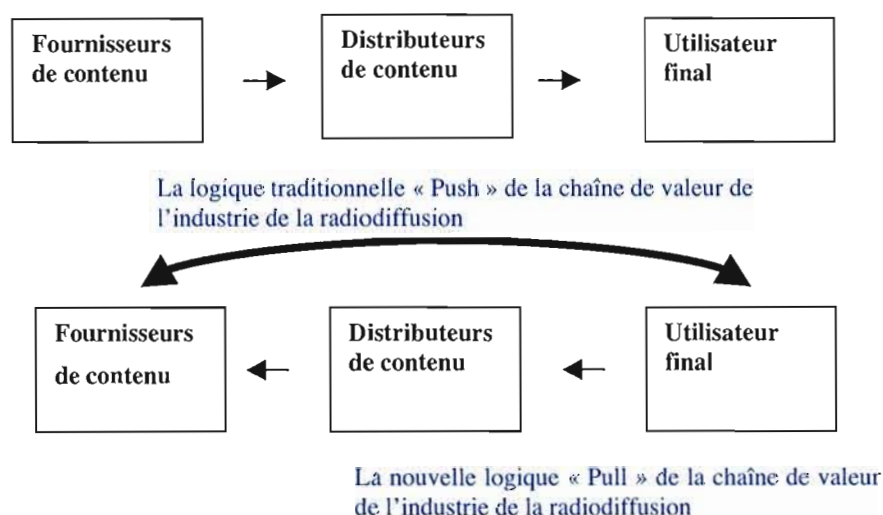 Fournisseurs
de contenu
Distributeurs
de contenu
Utilisateur
final
La logique traditionnelle « Push » de la chaîne de valeur de
l'industrie de la radiodiffusion
Fournisseurs
de contenu
Distributeurs
de contenu
Utilisateur
final
La nouvelle logique « Pull » de la chaîne de valeur
de l'industrie de la radiodiffusion